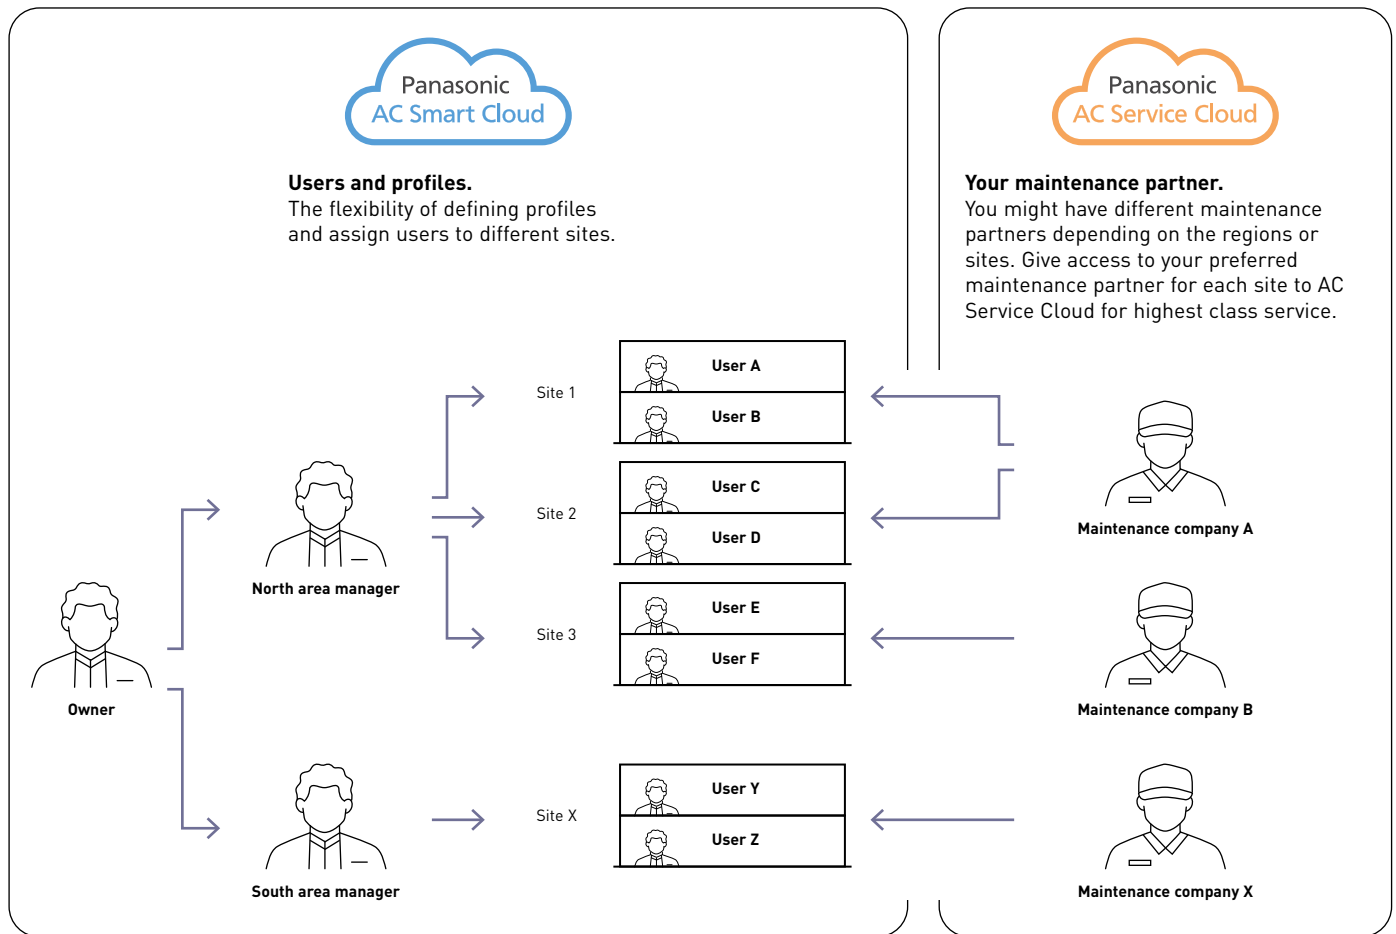 Panasonic
AC Smart Cloud
Users and profiles.
The flexibility of defining profiles
and assign users to different sites.
Panasonic
AC Service Cloud
Your maintenance partner.
You might have different maintenance
partners depending on the regions or
sites. Give access to your preferred
maintenance partner for each site to AC
Service Cloud for highest class service.
Owner
North area manager
South area manager
Site 1
User A
User B
Site 2
User C
User D
Site 3
User E
User F
Site X
User Y
User Z
Maintenance company A
Maintenance company B
Maintenance company X